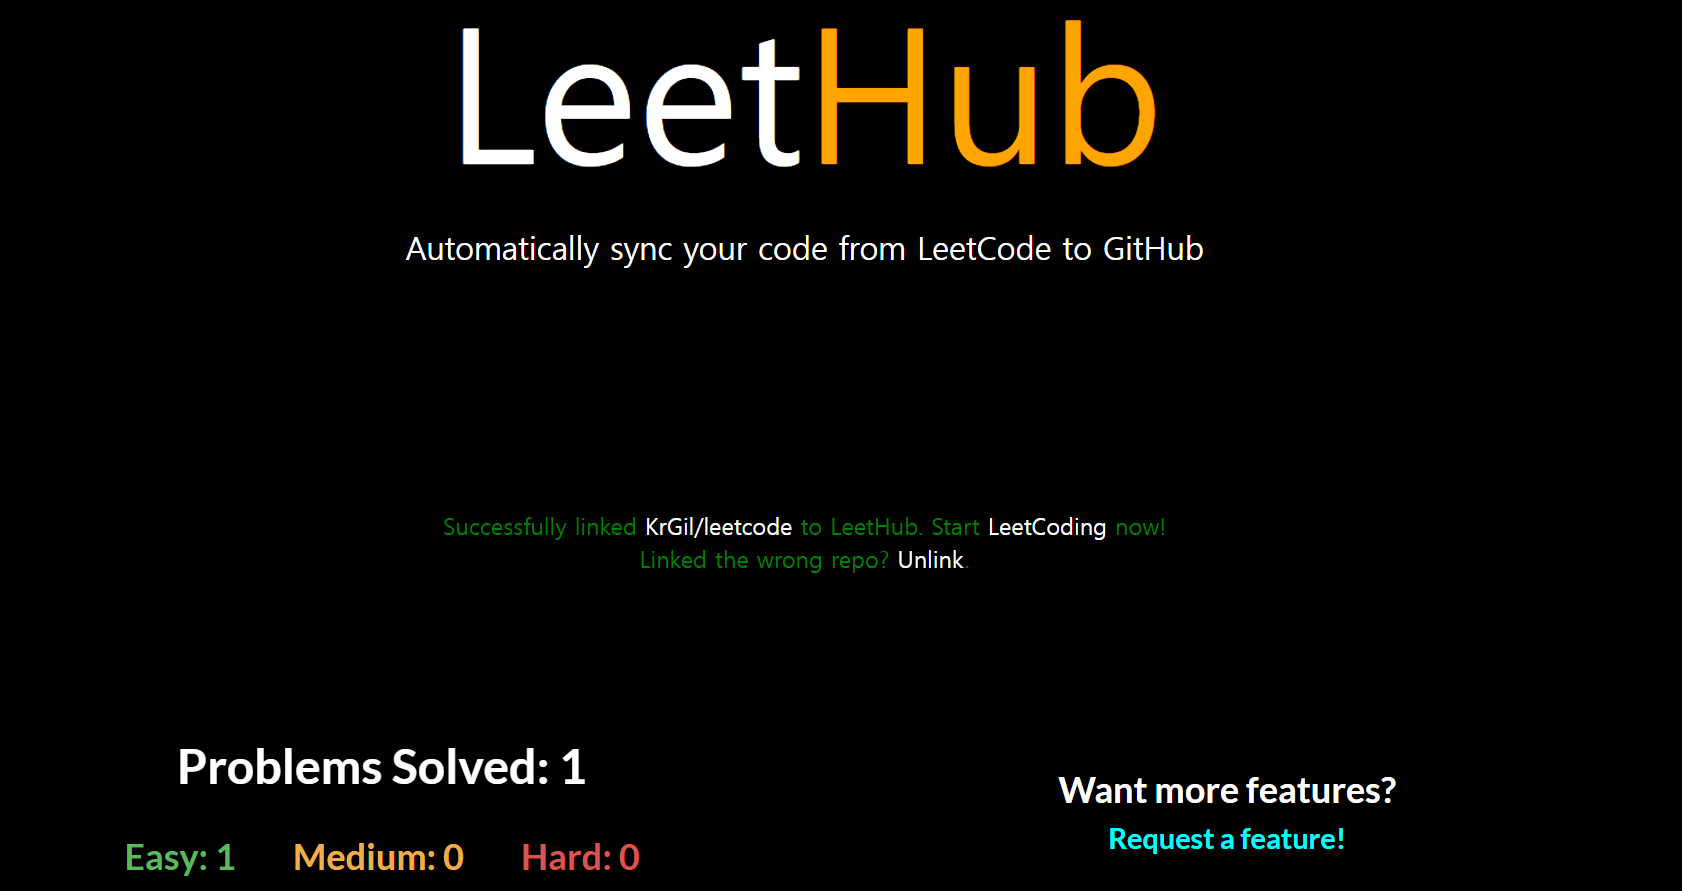 LeetHub
Automatically sync your code from LeetCode to GitHub
Successfully linked KrGil/leetcode to LeetHub. Start LeetCoding now!
Linked the wrong repo? Unlink.
Problems Solved: 1
Easy: 1 Medium: 0 Hard: 0
Want more features?
Request a feature!